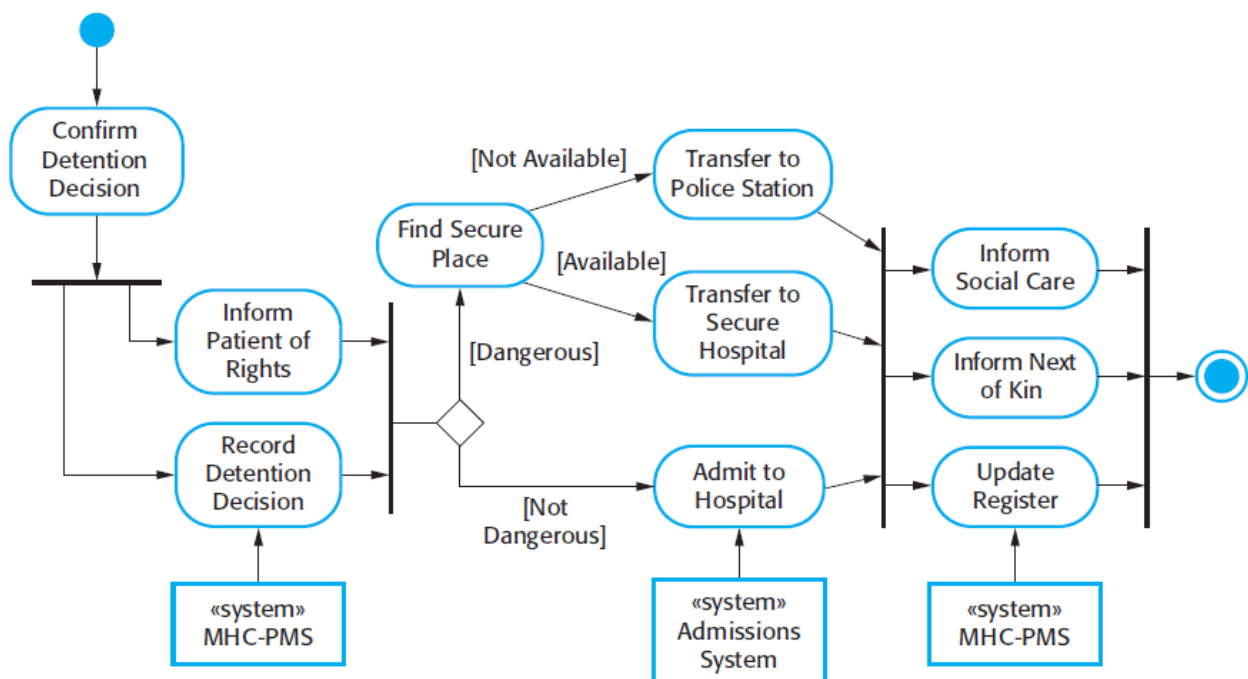 Confirm
Detention
Decision
Inform
Patient of
Rights
Record
Detention
Decision
«system»
MHC-PMS
[Dangerous]
[Not
Dangerous]
Find Secure
Place
[Not Available]
[Available]
Transfer to
Police Station
Transfer to
Secure
Hospital
Admit to
Hospital
«system»
Admissions
System
Inform
Social Care
Inform Next
of Kin
Update
Register
«system»
MHC-PMS